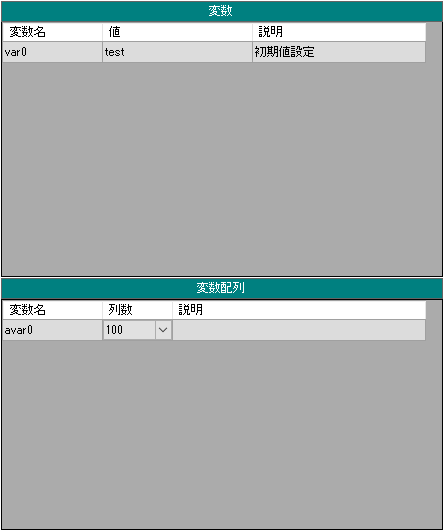 変数
変数名 値 説明
var0 test 初期値設定
変数配列
変数名 列数 説明
avar0 100